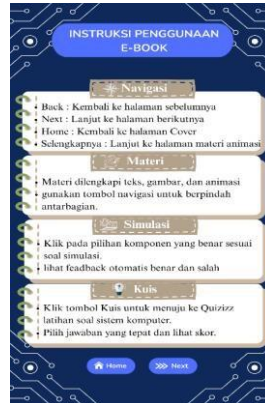 INSTRUKSI PENGGUNAAN
E-BOOK
Navigasi
Back : Kembali ke halaman sebelumnya
Next : Lanjut ke halaman berikutnya
Home : Kembali ke halaman Cover
Selengkapnya : Lanjut ke halaman materi animasi
Materi
Materi dilengkapi teks, gambar, dan animasi
gunakan tombol navigasi untuk berpindah
antarbagian.
Simulasi
Klik pada pilihan komponen yang benar sesuai
soal simulasi.
lihat feedback otomatis benar dan salah
Kuis
Klik tombol Kuis untuk menuju ke Quizizz
latihan soal sistem komputer.
Pilih jawaban yang tepat dan lihat skor.
Home
Next